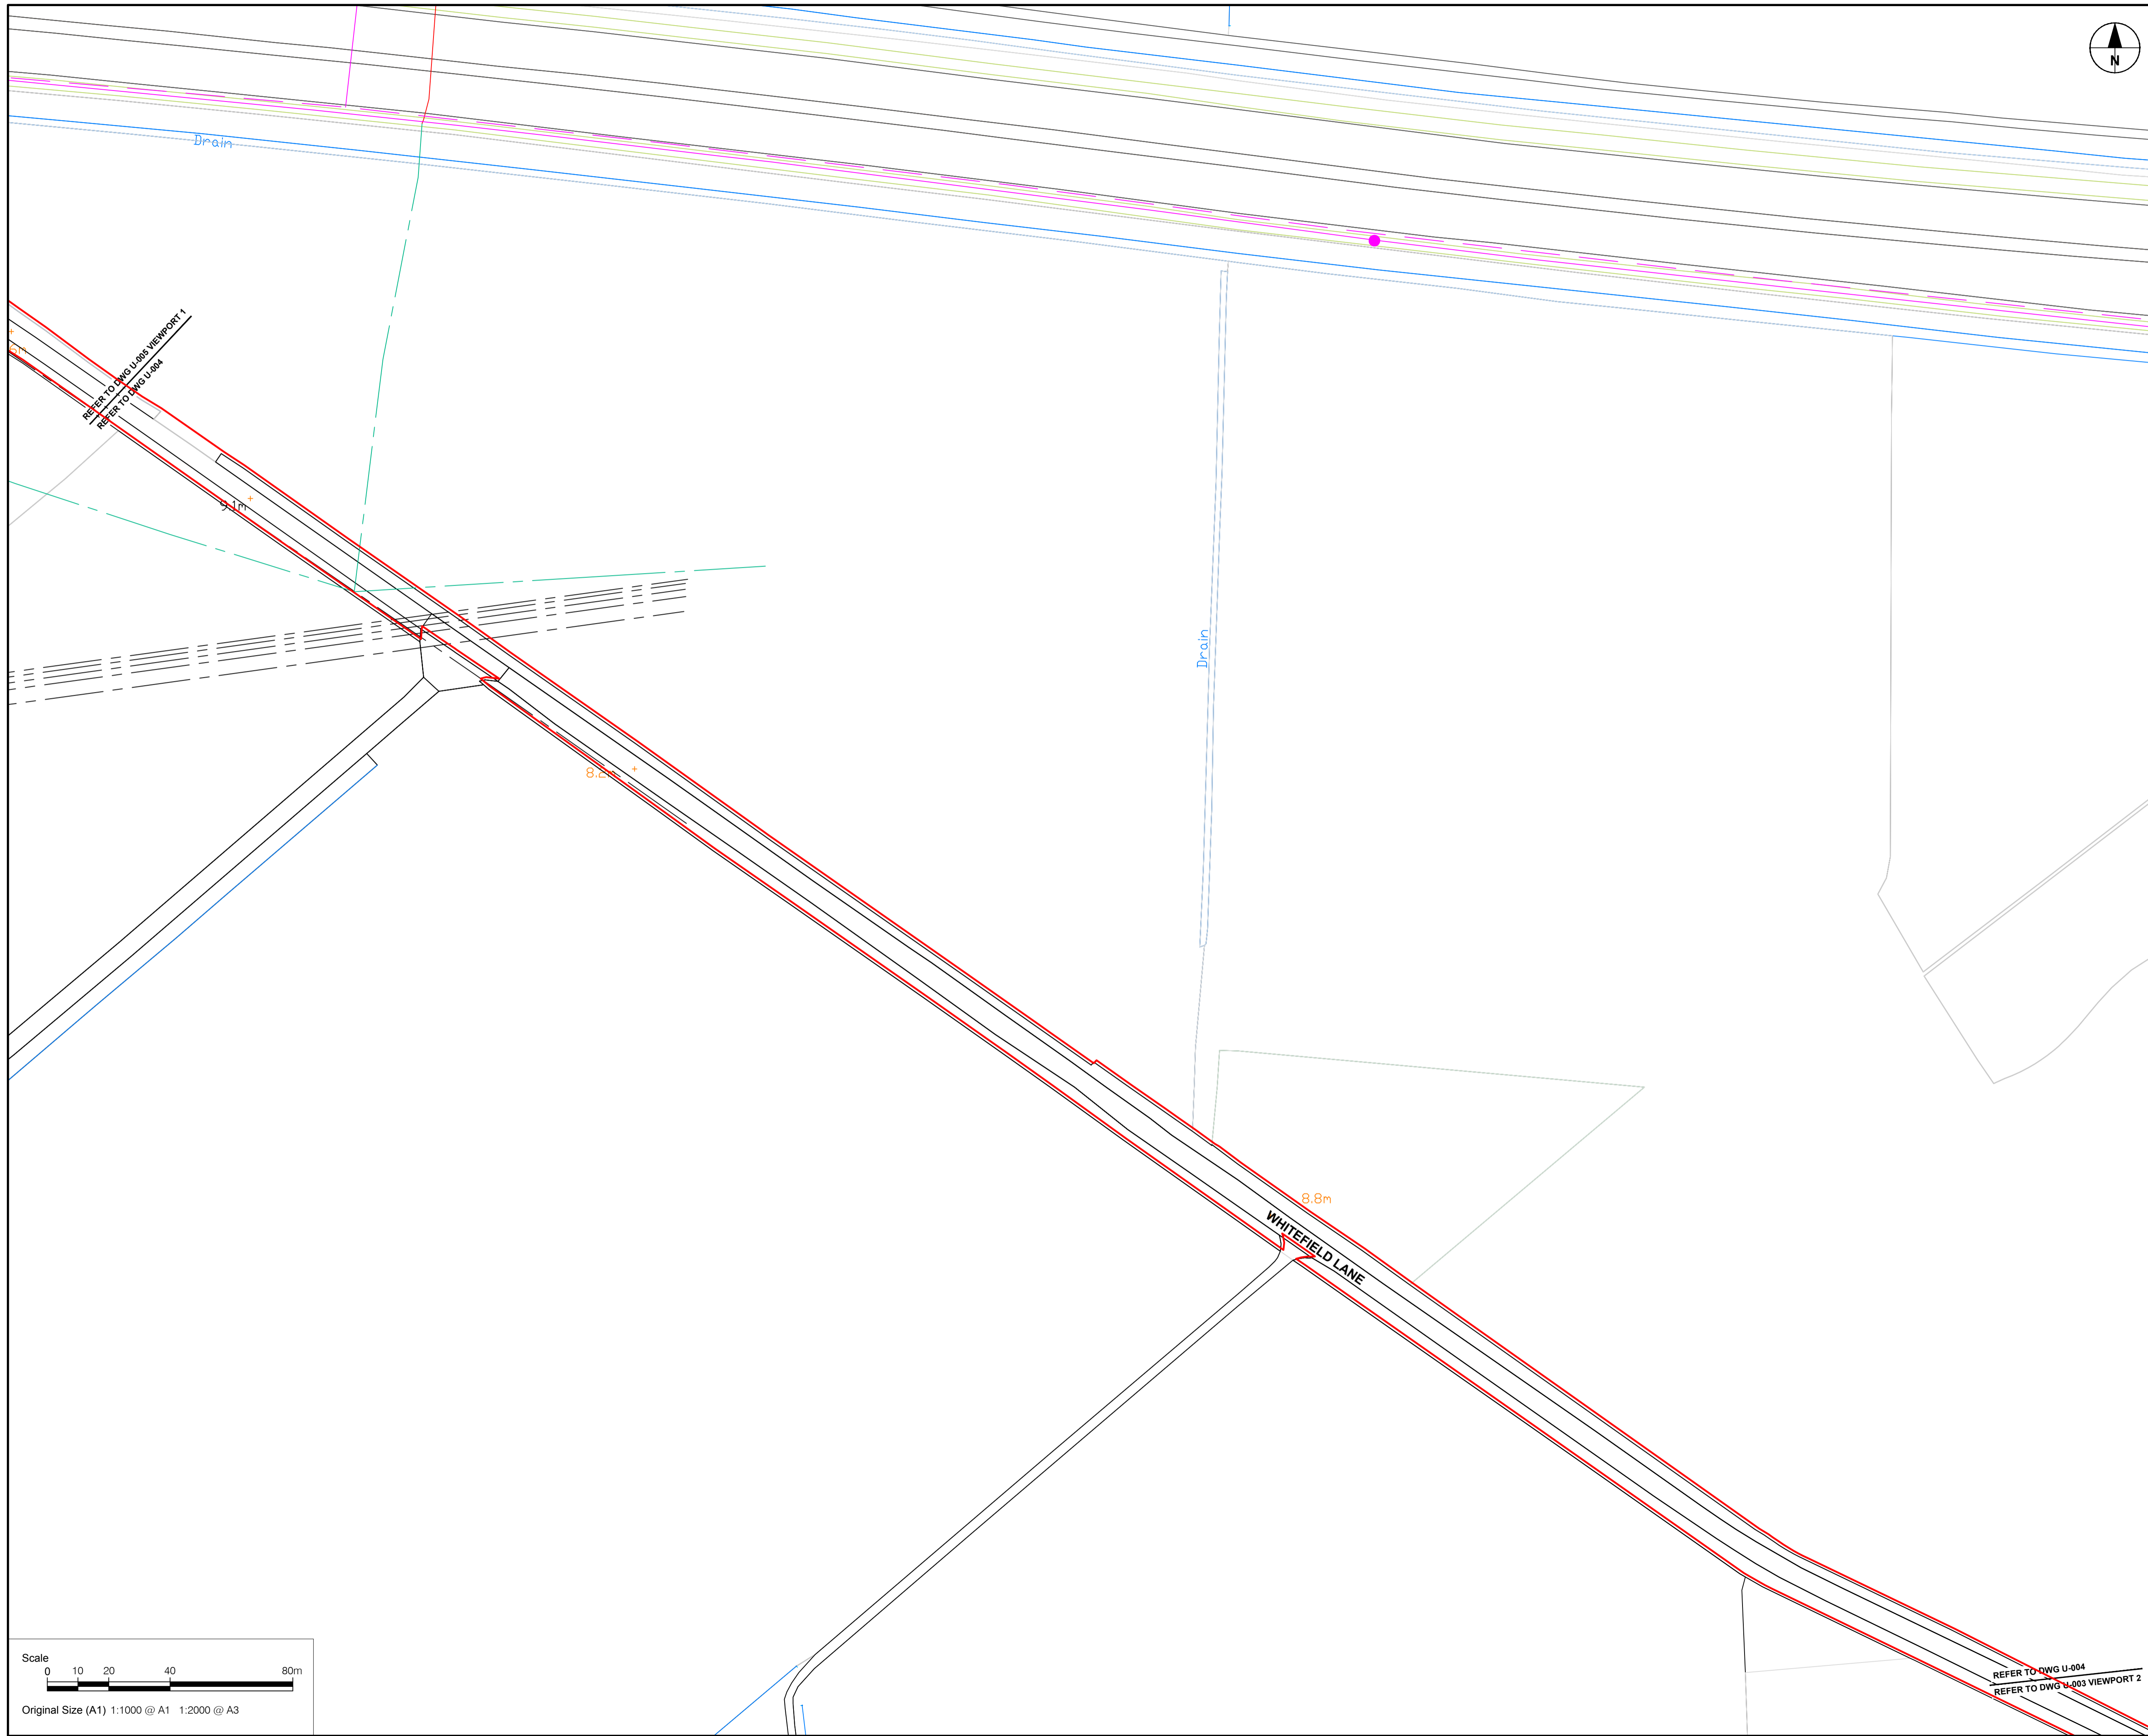 N
Drain
REFER TO DWG U-005 VIEWPORT 1
REFER TO DWG U-004
6m
9.1m
Drain
8.2m
8.8m
WHITEFIELD LANE
REFER TO DWG U-004
REFER TO DWG U-003 VIEWPORT 2
Scale
0 10 20 40 80m
Original Size (A1) 1:1000 @ A1 1:2000 @ A3